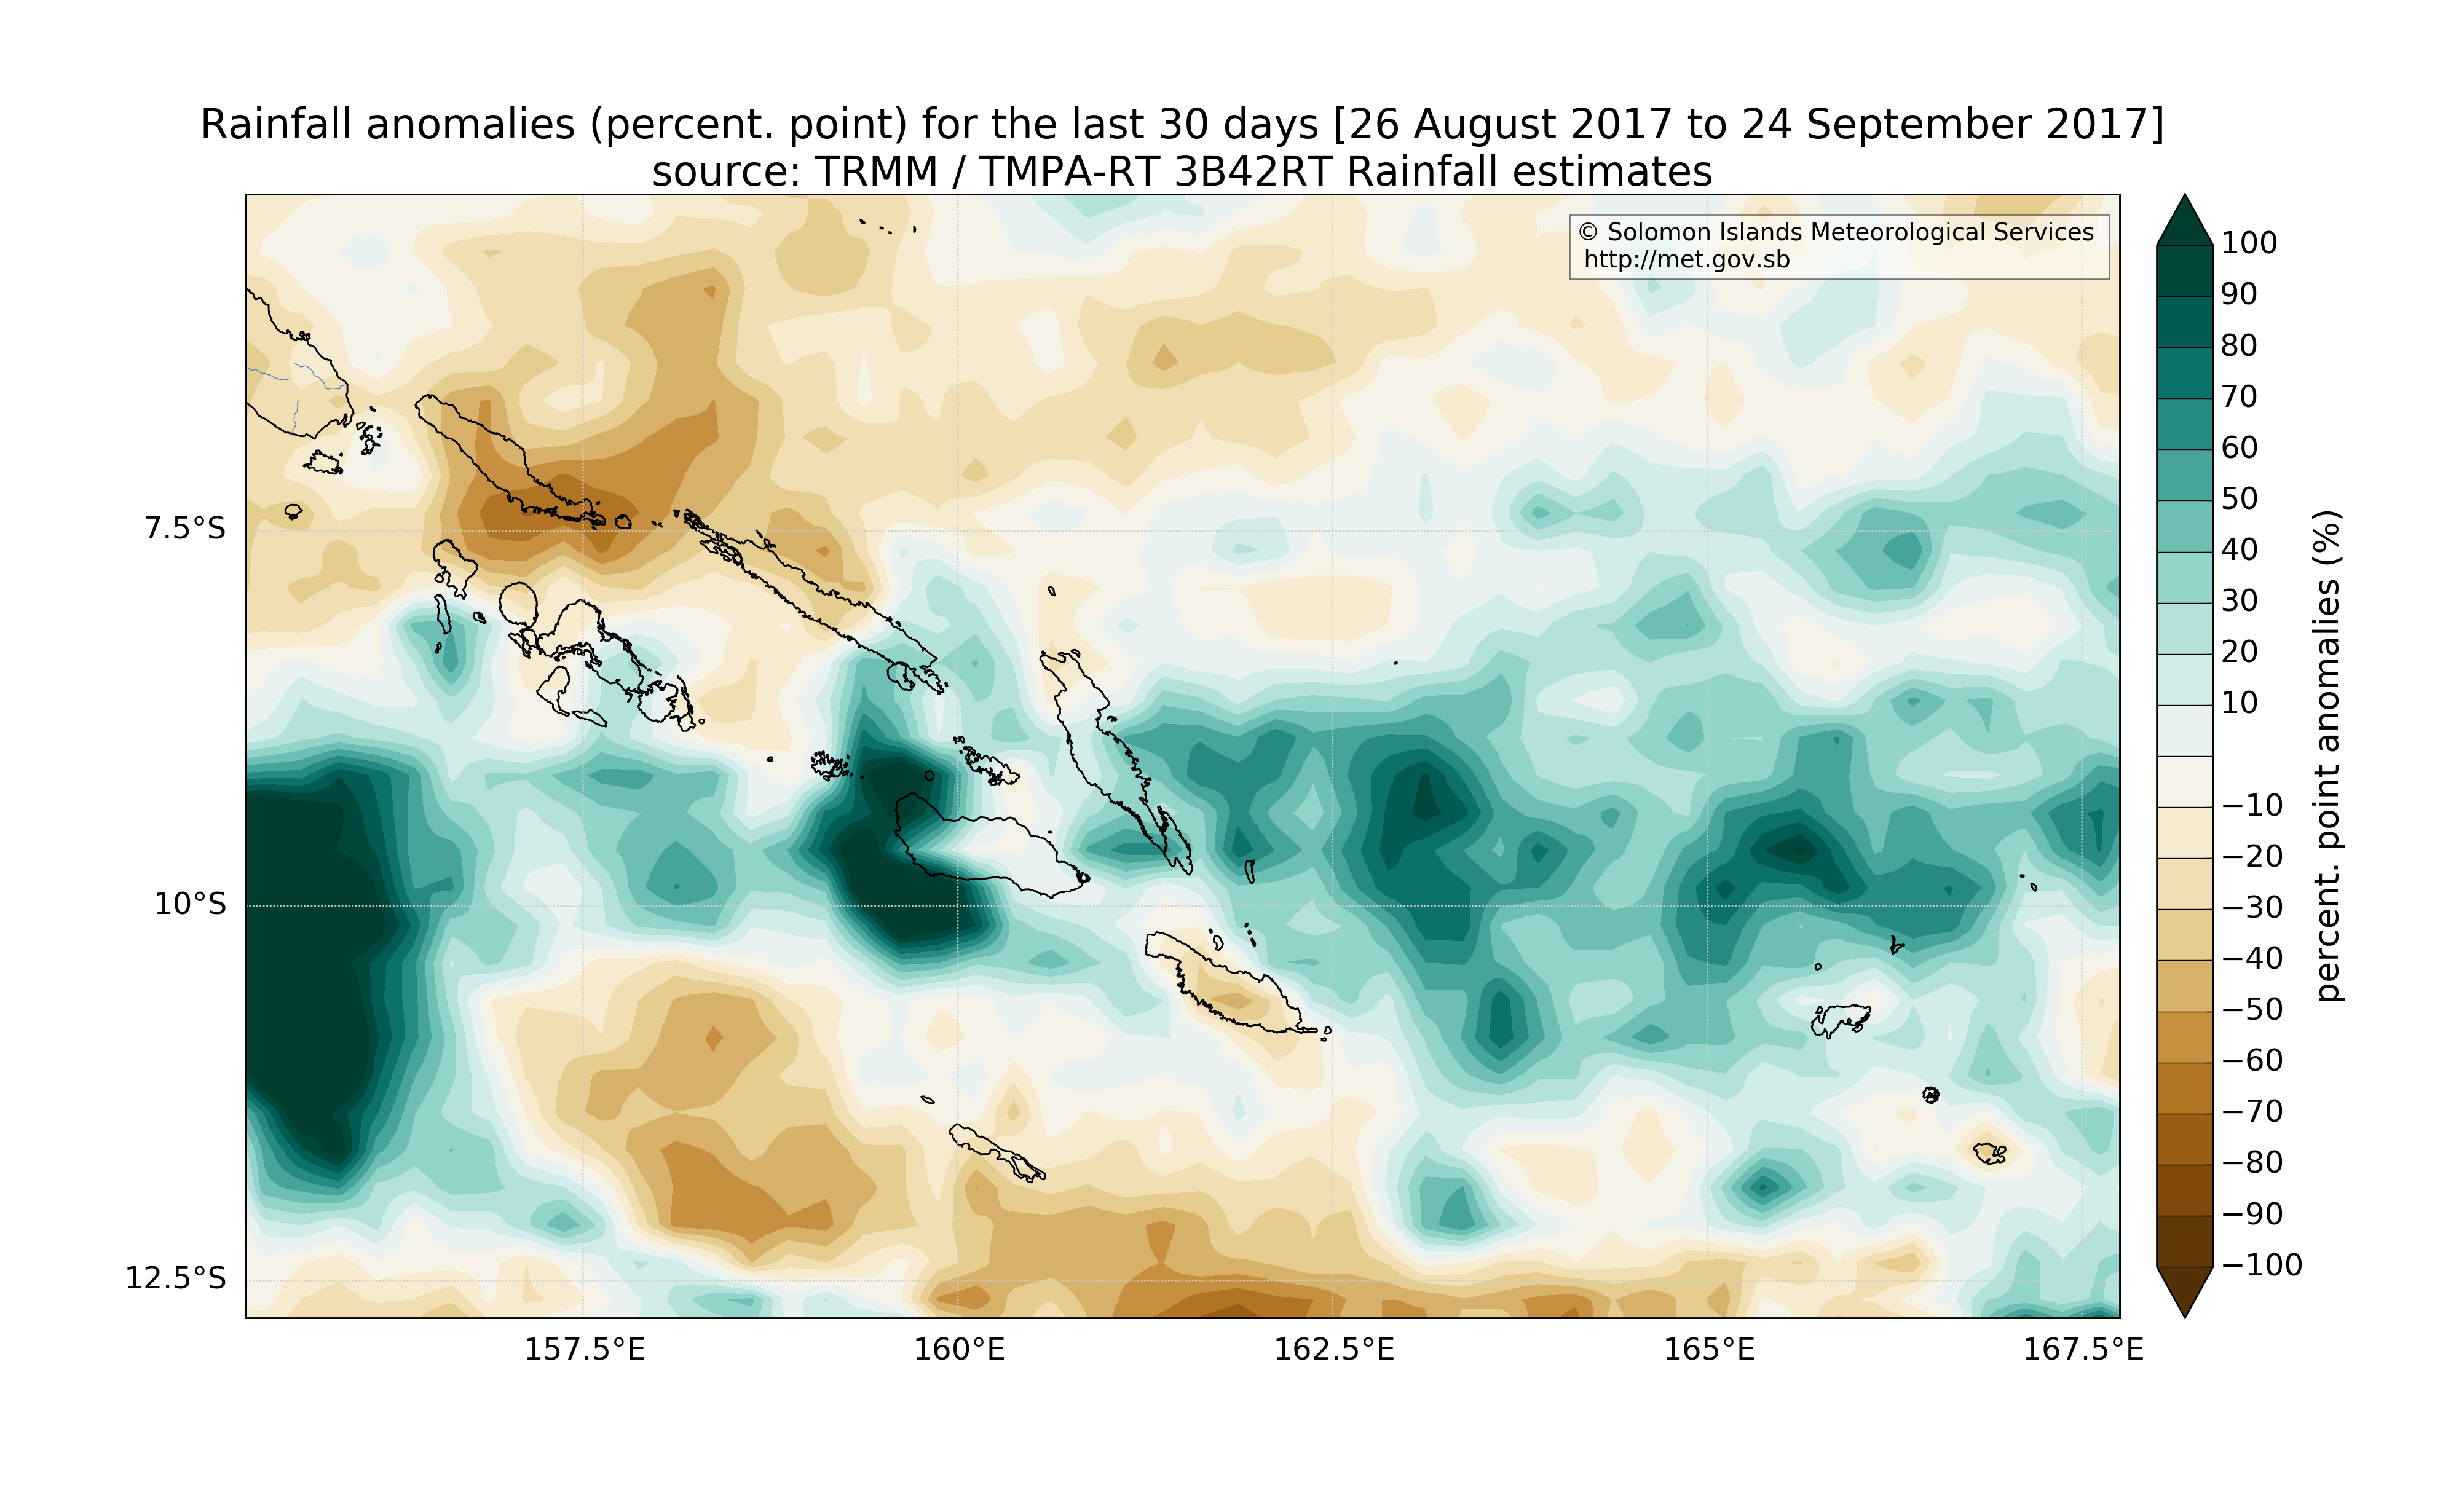 Rainfall anomalies (percent. point) for the last 30 days [26 August 2017 to 24 September 2017]
source: TRMM / TMPA-RT 3B42RT Rainfall estimates
© Solomon Islands Meteorological Services
http://met.gov.sb
7.5°S
10°S
12.5°S
157.5°E
160°E
162.5°E
165°E
167.5°E
100
90
80
70
60
50
40
30
20
10
−10
−20
−30
−40
−50
−60
−70
−80
−90
−100
percent. point anomalies (%)